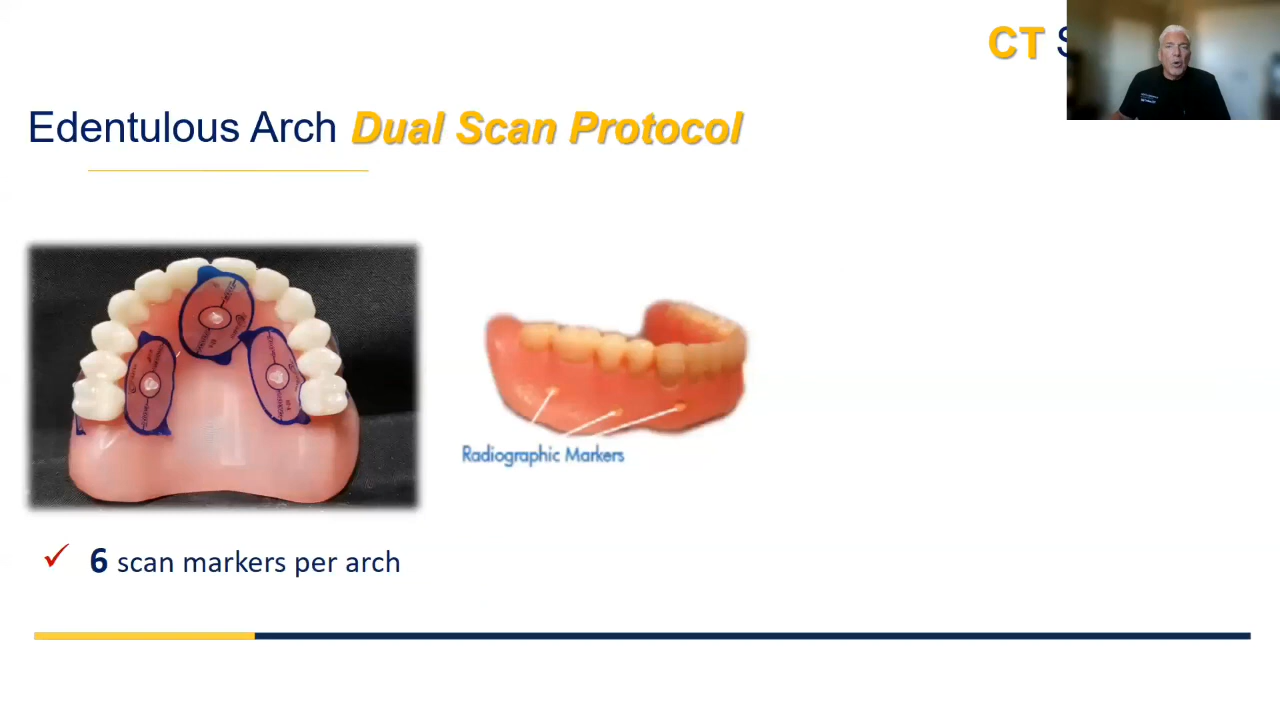 CT
Edentulous Arch Dual Scan Protocol
Radiographic Markers
✓ 6 scan markers per arch